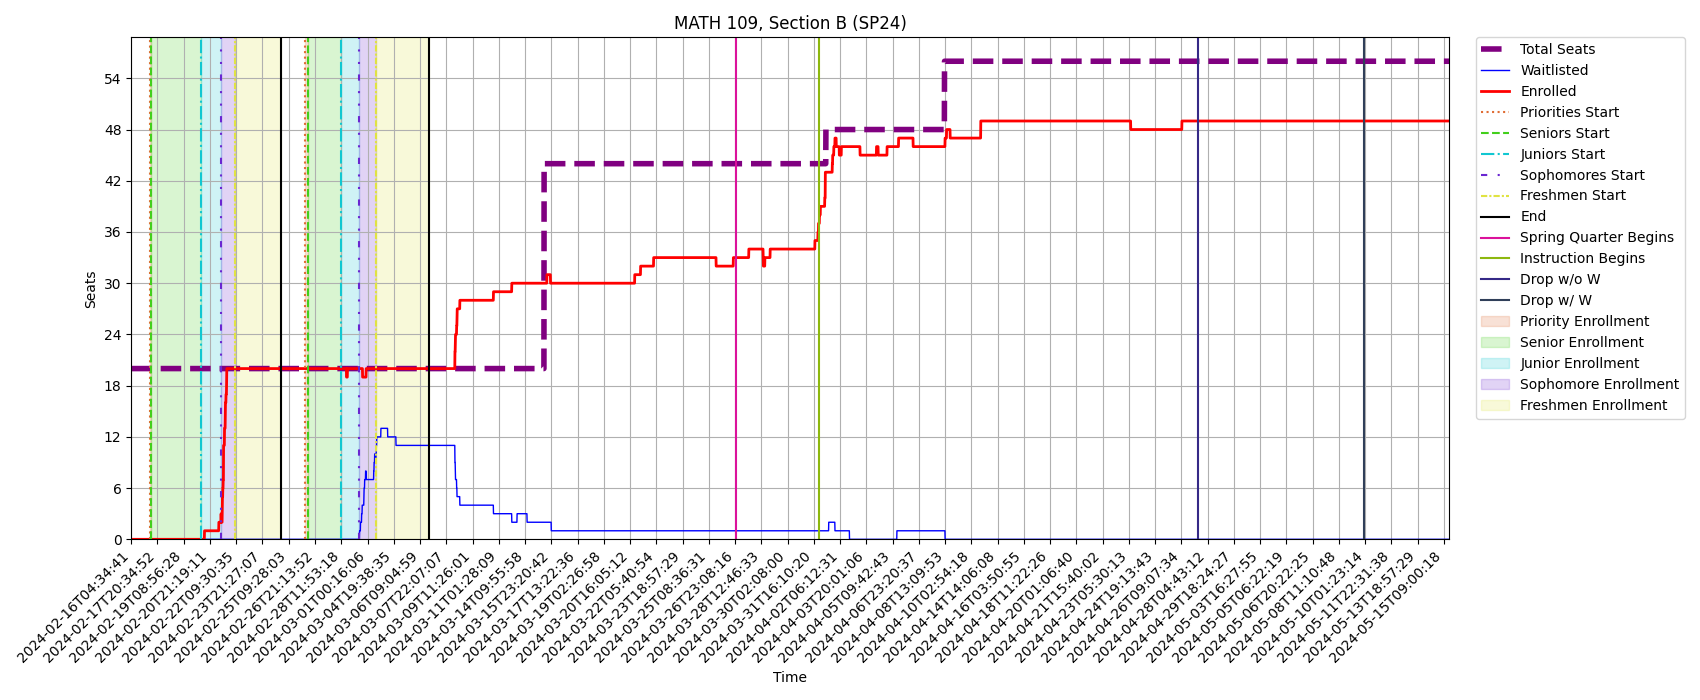 MATH 109, Section B (SP24)
Seats
54
48
42
36
30
24
18
12
6
0
2024-02-16T04:34:41
2024-02-17T20:34:52
2024-02-19T08:56:28
2024-02-20T21:19:11
2024-02-22T09:30:35
2024-02-23T21:27:07
2024-02-25T09:28:03
2024-02-26T21:13:52
2024-02-28T11:53:18
2024-03-01T00:16:06
2024-03-04T19:38:35
2024-03-06T09:04:59
2024-03-07T22:07:07
2024-03-09T11:26:01
2024-03-11T01:28:09
2024-03-14T09:55:58
2024-03-15T23:20:42
2024-03-17T13:22:36
2024-03-19T02:26:58
2024-03-20T16:05:12
2024-03-22T05:40:54
2024-03-23T18:57:29
2024-03-25T08:36:31
2024-03-26T23:08:16
2024-03-28T12:46:33
2024-03-30T02:08:00
2024-03-31T16:10:20
2024-04-02T06:12:31
2024-04-03T20:01:06
2024-04-05T09:42:43
2024-04-06T23:20:37
2024-04-08T13:09:53
2024-04-10T02:54:18
2024-04-14T14:06:08
2024-04-16T03:50:55
2024-04-18T11:22:26
2024-04-20T01:06:40
2024-04-21T15:40:02
2024-04-23T05:30:13
2024-04-24T19:13:43
2024-04-26T09:07:34
2024-04-28T04:43:12
2024-04-29T18:24:27
2024-05-03T16:27:55
2024-05-05T06:22:19
2024-05-06T20:22:25
2024-05-08T11:10:48
2024-05-10T01:23:14
2024-05-11T22:31:38
2024-05-13T18:57:29
2024-05-15T09:00:18
Time
Total Seats
Waitlisted
Enrolled
Priorities Start
Seniors Start
Juniors Start
Sophomores Start
Freshmen Start
End
Spring Quarter Begins
Instruction Begins
Drop w/o W
Drop w/ W
Priority Enrollment
Senior Enrollment
Junior Enrollment
Sophomore Enrollment
Freshmen Enrollment